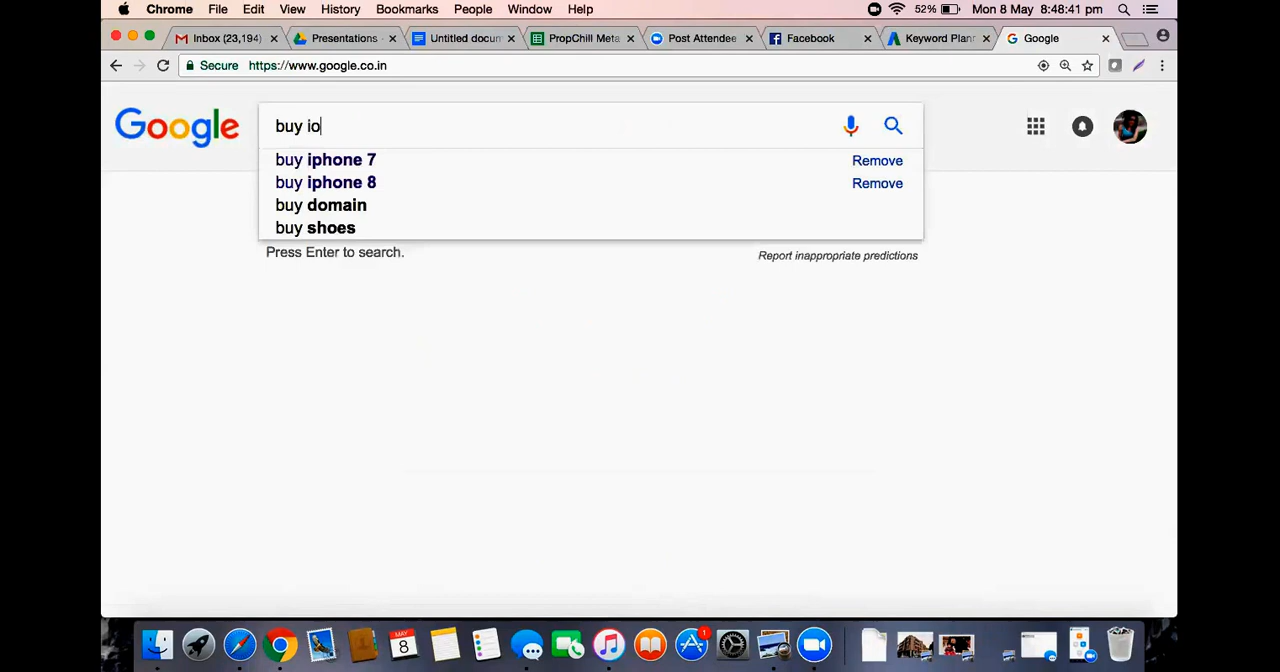 Chrome File Edit View History Bookmarks People Window Help 52% Mon 8 May 8:48:41 pm
Inbox (23,194) Presentations - Untitled docum PropChill Meta Post Attendee Facebook Keyword Plann Google
Secure https://www.google.co.in
Google buy io
buy iphone 7 Remove
buy iphone 8 Remove
buy domain
buy shoes
Press Enter to search. Report inappropriate predictions
MAY 8 1